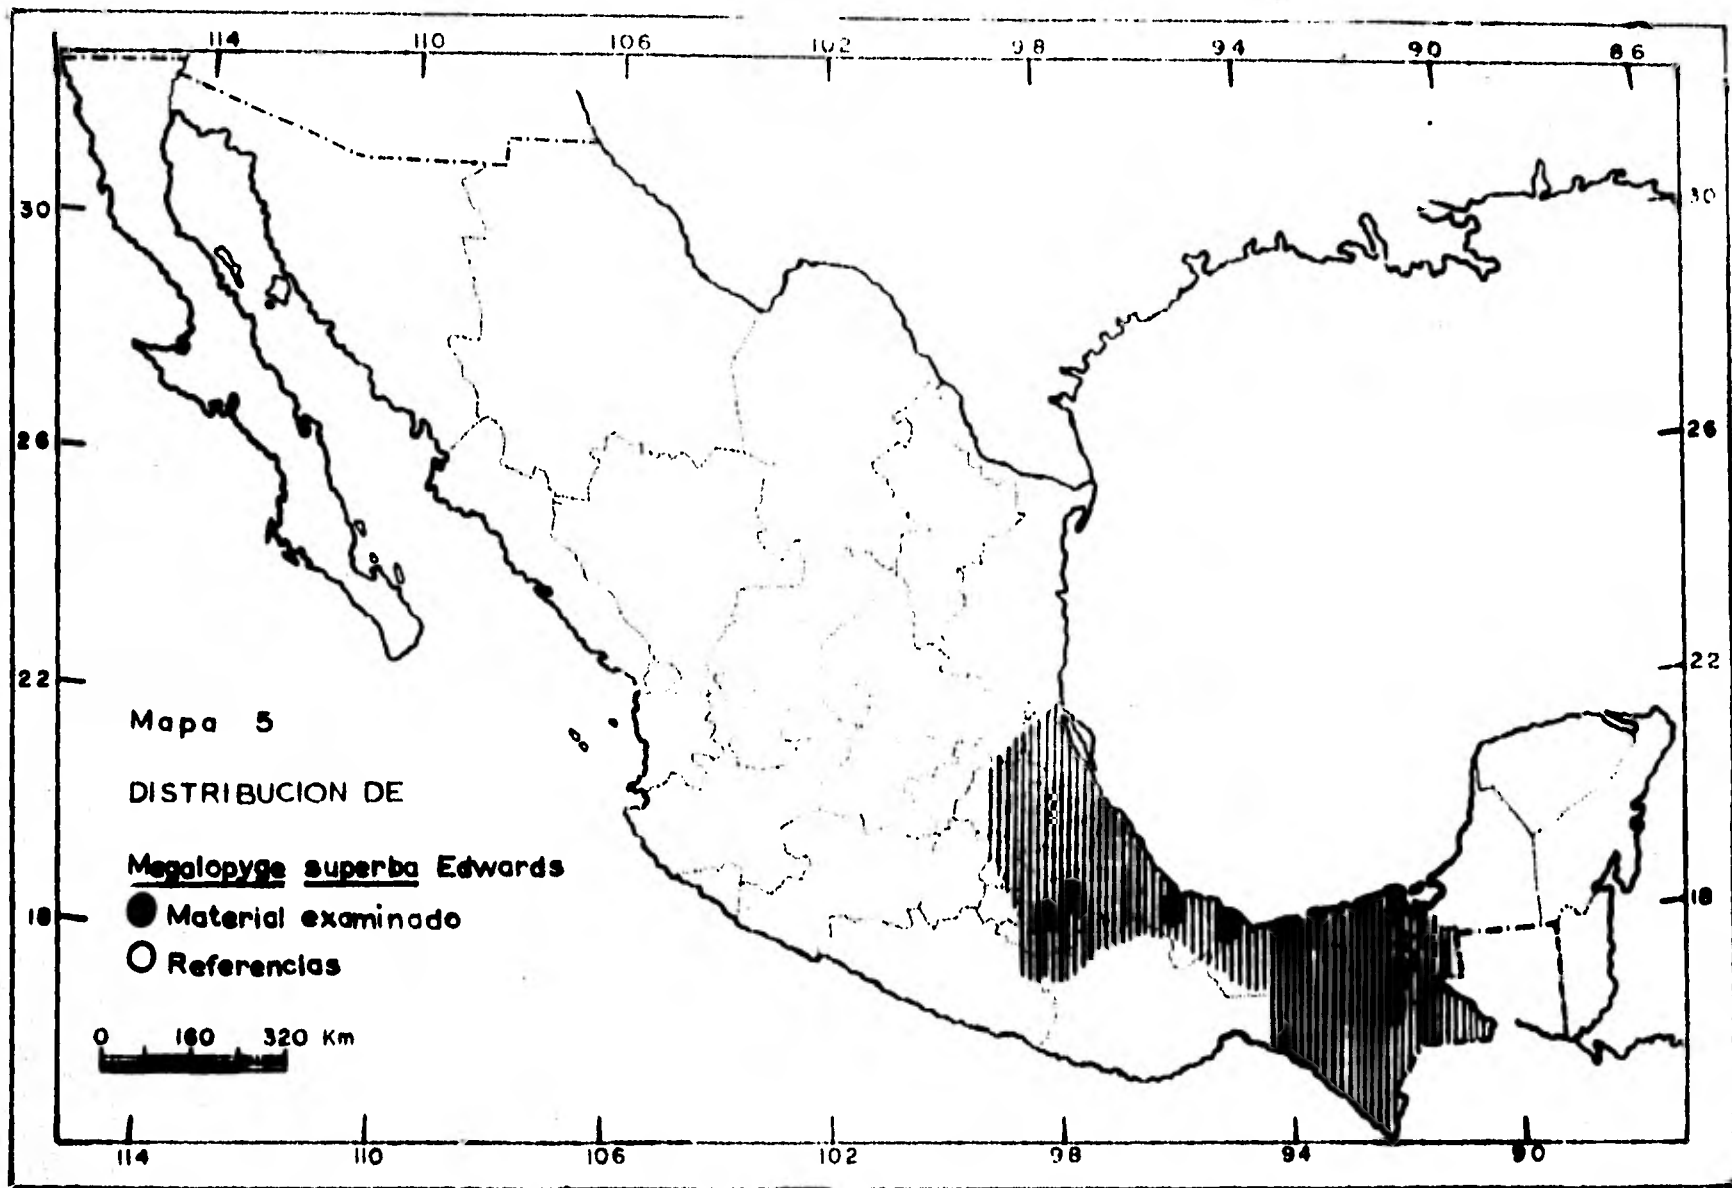 114 110 106 102 98 94 90 86
30 30
26 26
22 22
18 18
Mapa 5
DISTRIBUCION DE
Megalopyge superba Edwards
Material examinado
Referencias
0 160 320 Km
114 110 106 102 98 94 90